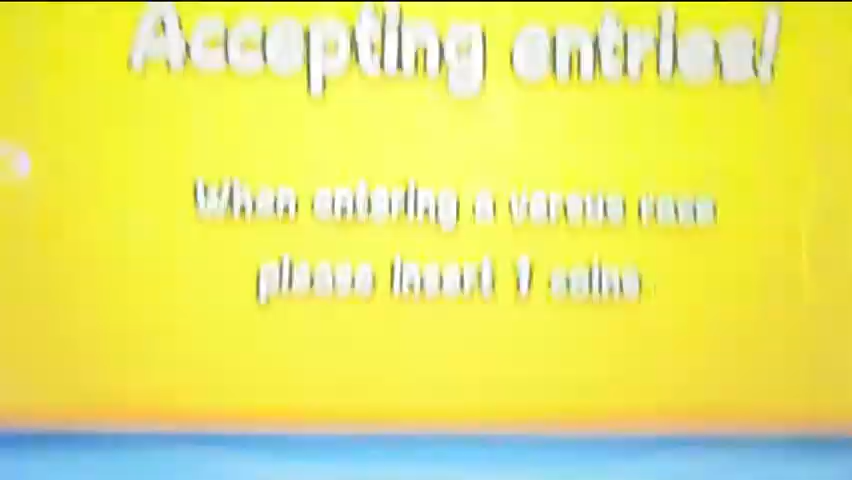 Accepting entries!
When entering a versus race
please insert 1 coins